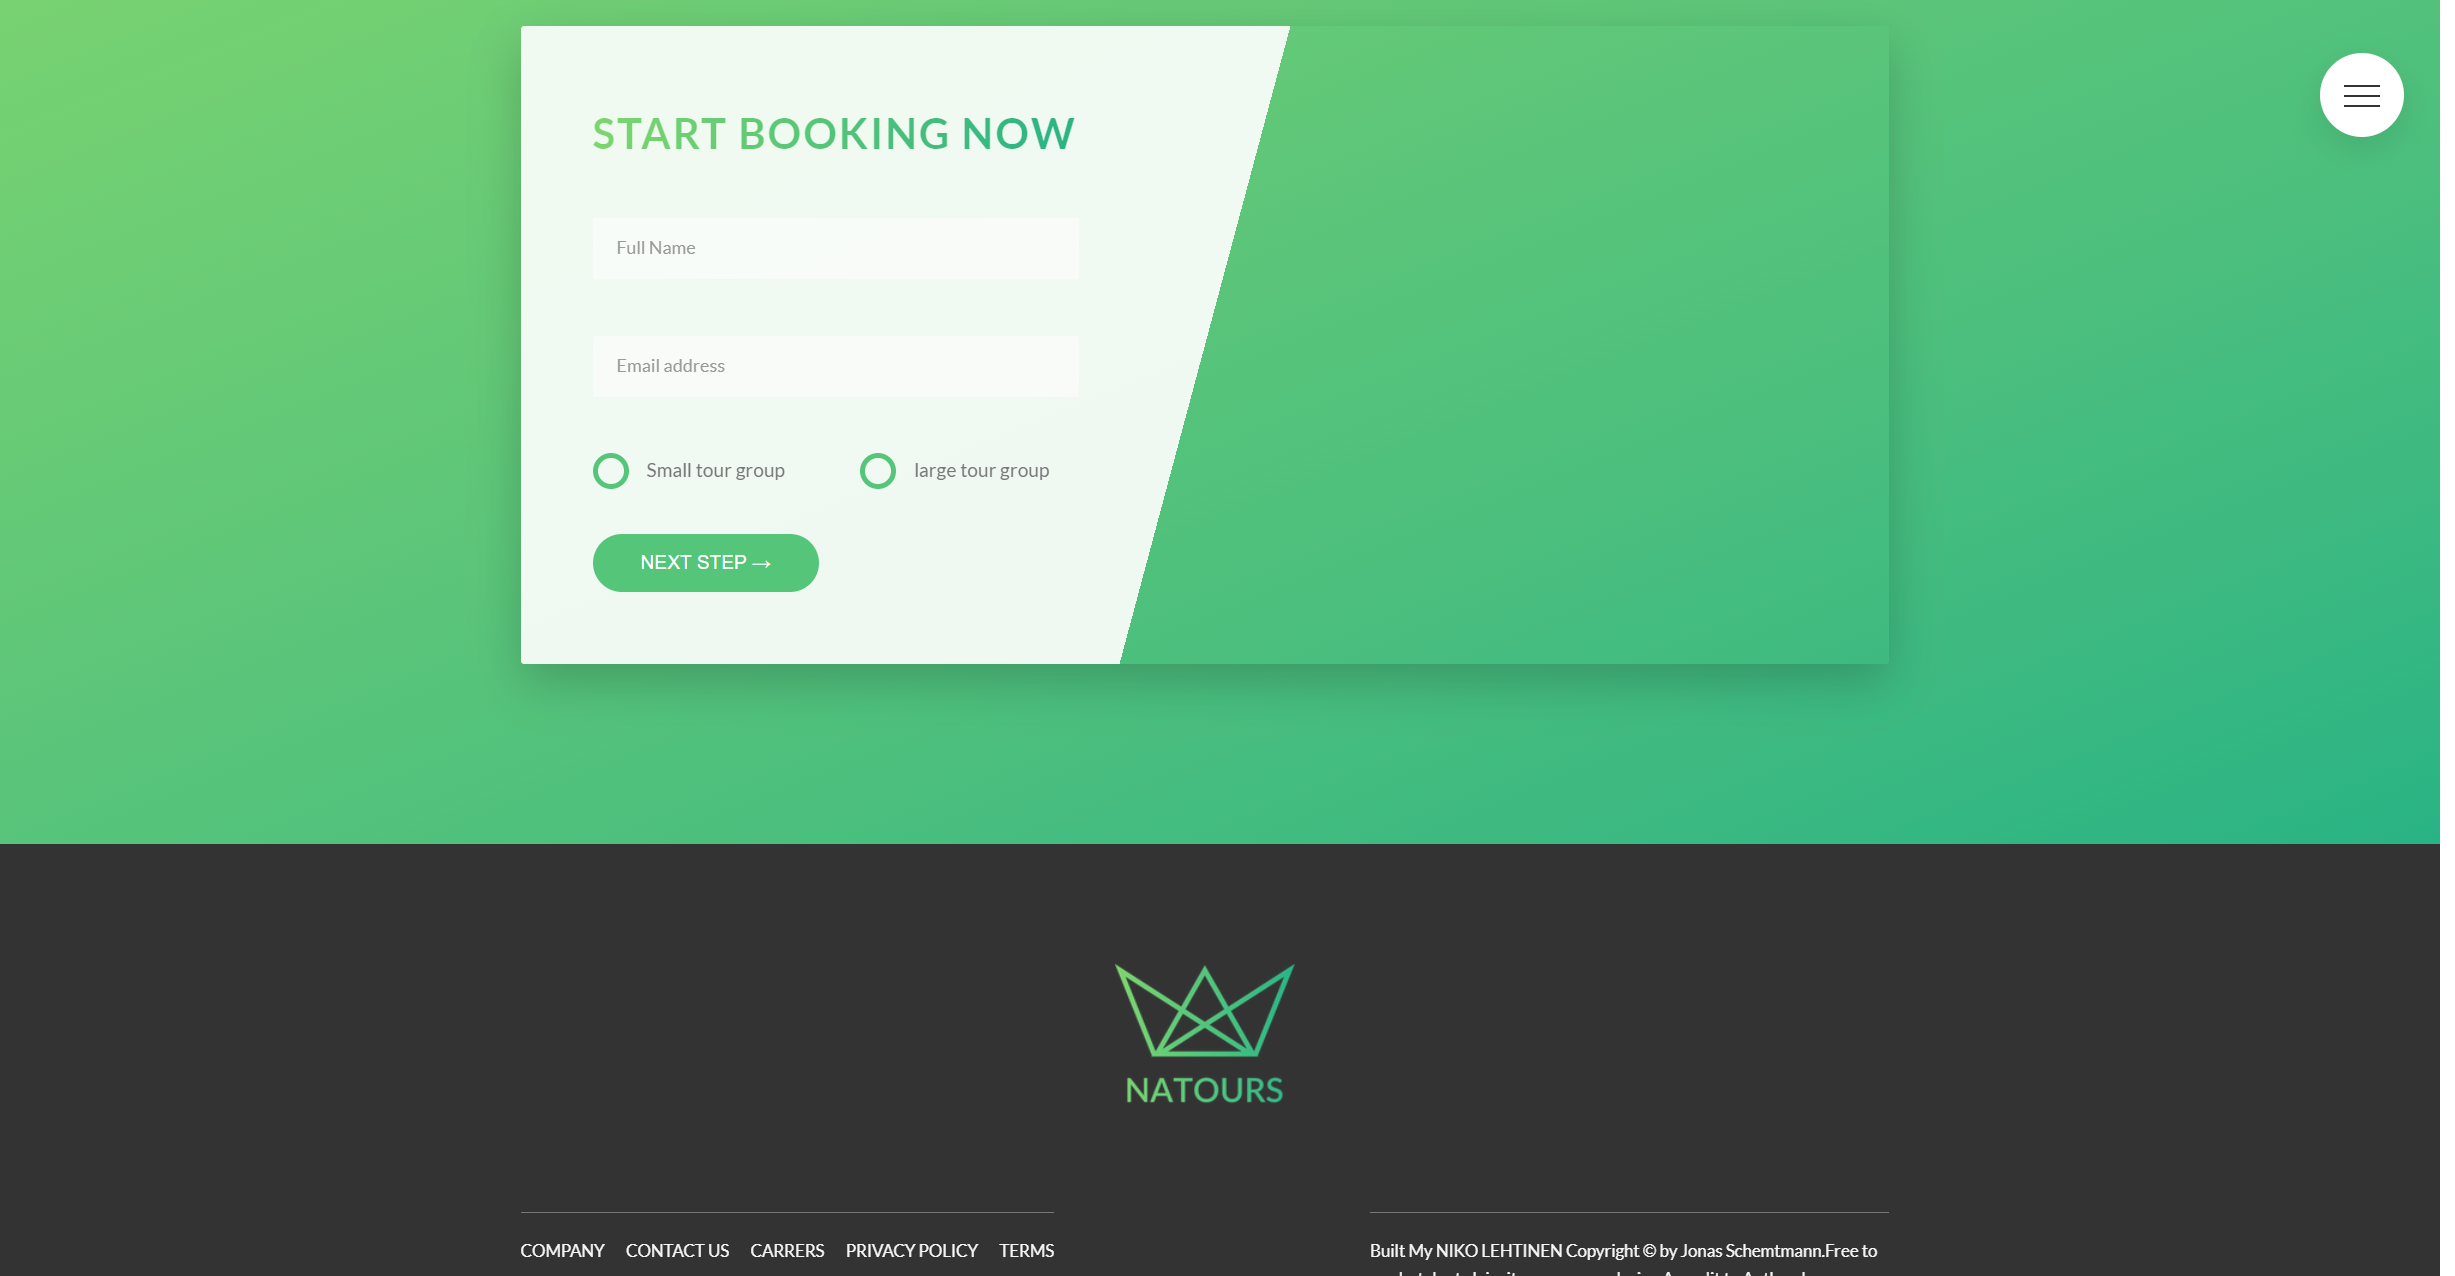 START BOOKING NOW
Full Name
Email address
Small tour group
large tour group
NEXT STEP →
NATOURS
COMPANY CONTACT US CARRERS PRIVACY POLICY TERMS
Built My NIKO LEHTINEN Copyright © by Jonas Schemtmann.Free to